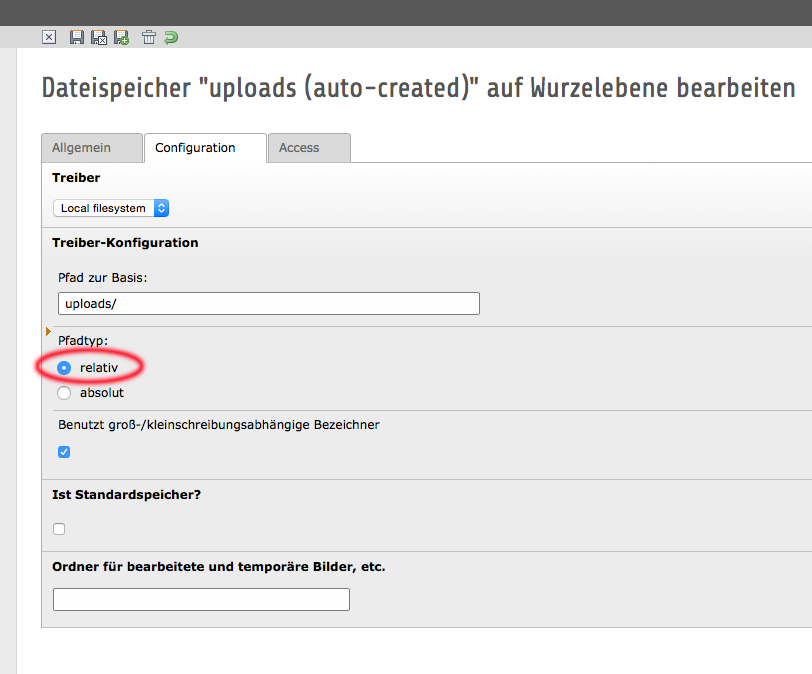 Dateispeicher "uploads (auto-created)" auf Wurzelebene bearbeiten
Allgemein
Configuration
Access
Treiber
Local filesystem
Treiber-Konfiguration
Pfad zur Basis:
uploads/
Pfadtyp:
relativ
absolut
Benutzt groß-/kleinschreibungsabhängige Bezeichner
Ist Standardspeicher?
Ordner für bearbeitete und temporäre Bilder, etc.